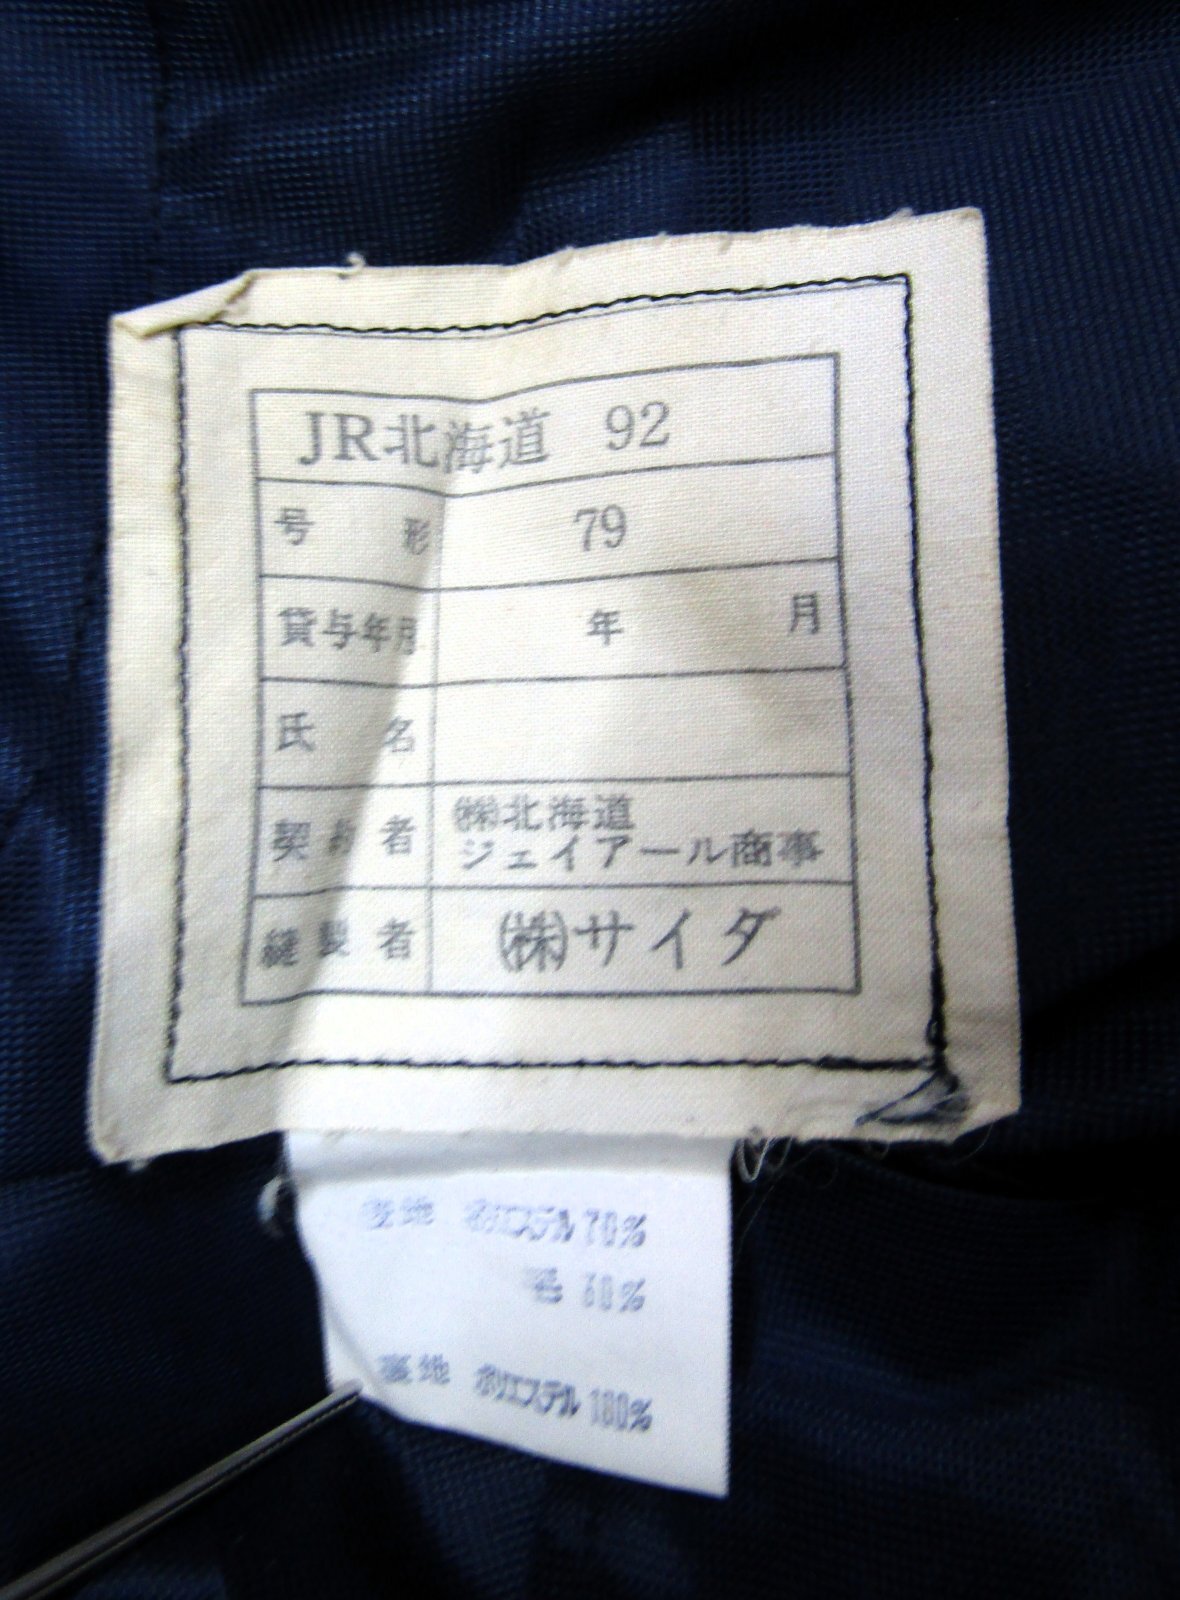 JR北海道 92
号形 79
貸与年月 年 月
氏名
契約者 ㈱北海道
ジェイアール商事
縫製者 ㈱サイダ
表地 ポリエステル70%
毛 30%
裏地 ポリエステル100%